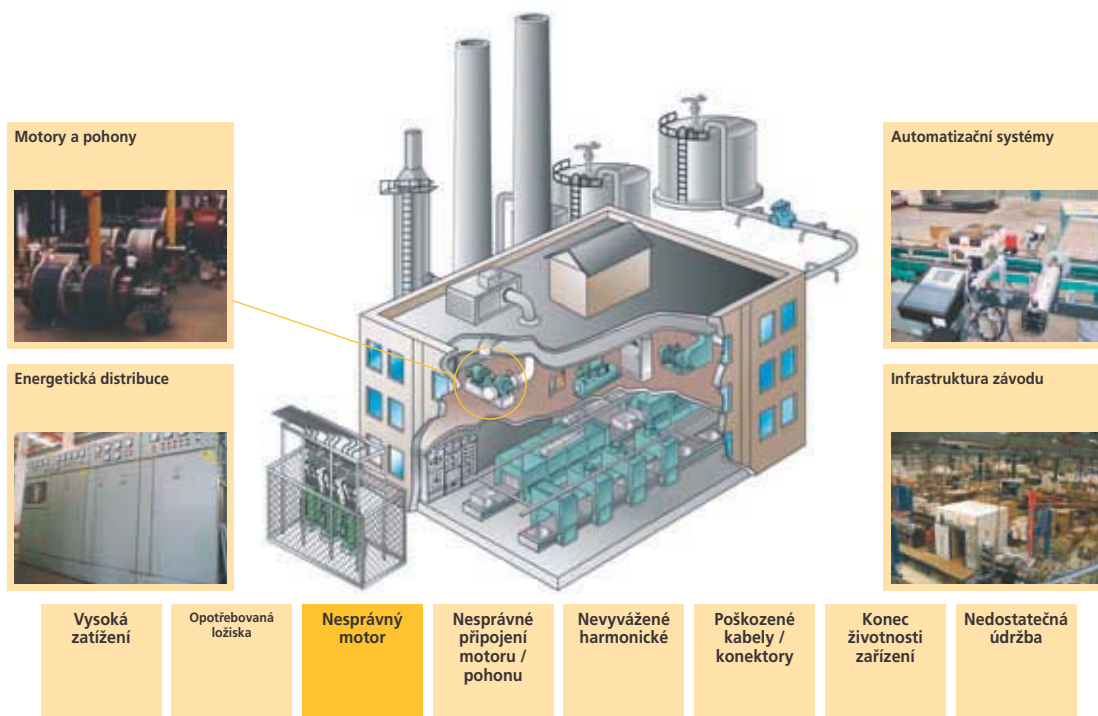 Motory a pohony
Automatizační systémy
Energetická distribuce
Infrastruktura závodu
Vysoká
zatížení
Opotřebovaná
ložiska
Nesprávný
motor
Nesprávné
připojení
motoru /
pohonu
Nevyvážené
harmonické
Poškozené
kabely /
konektory
Konec
životnosti
zařízení
Nedostatečná
údržba